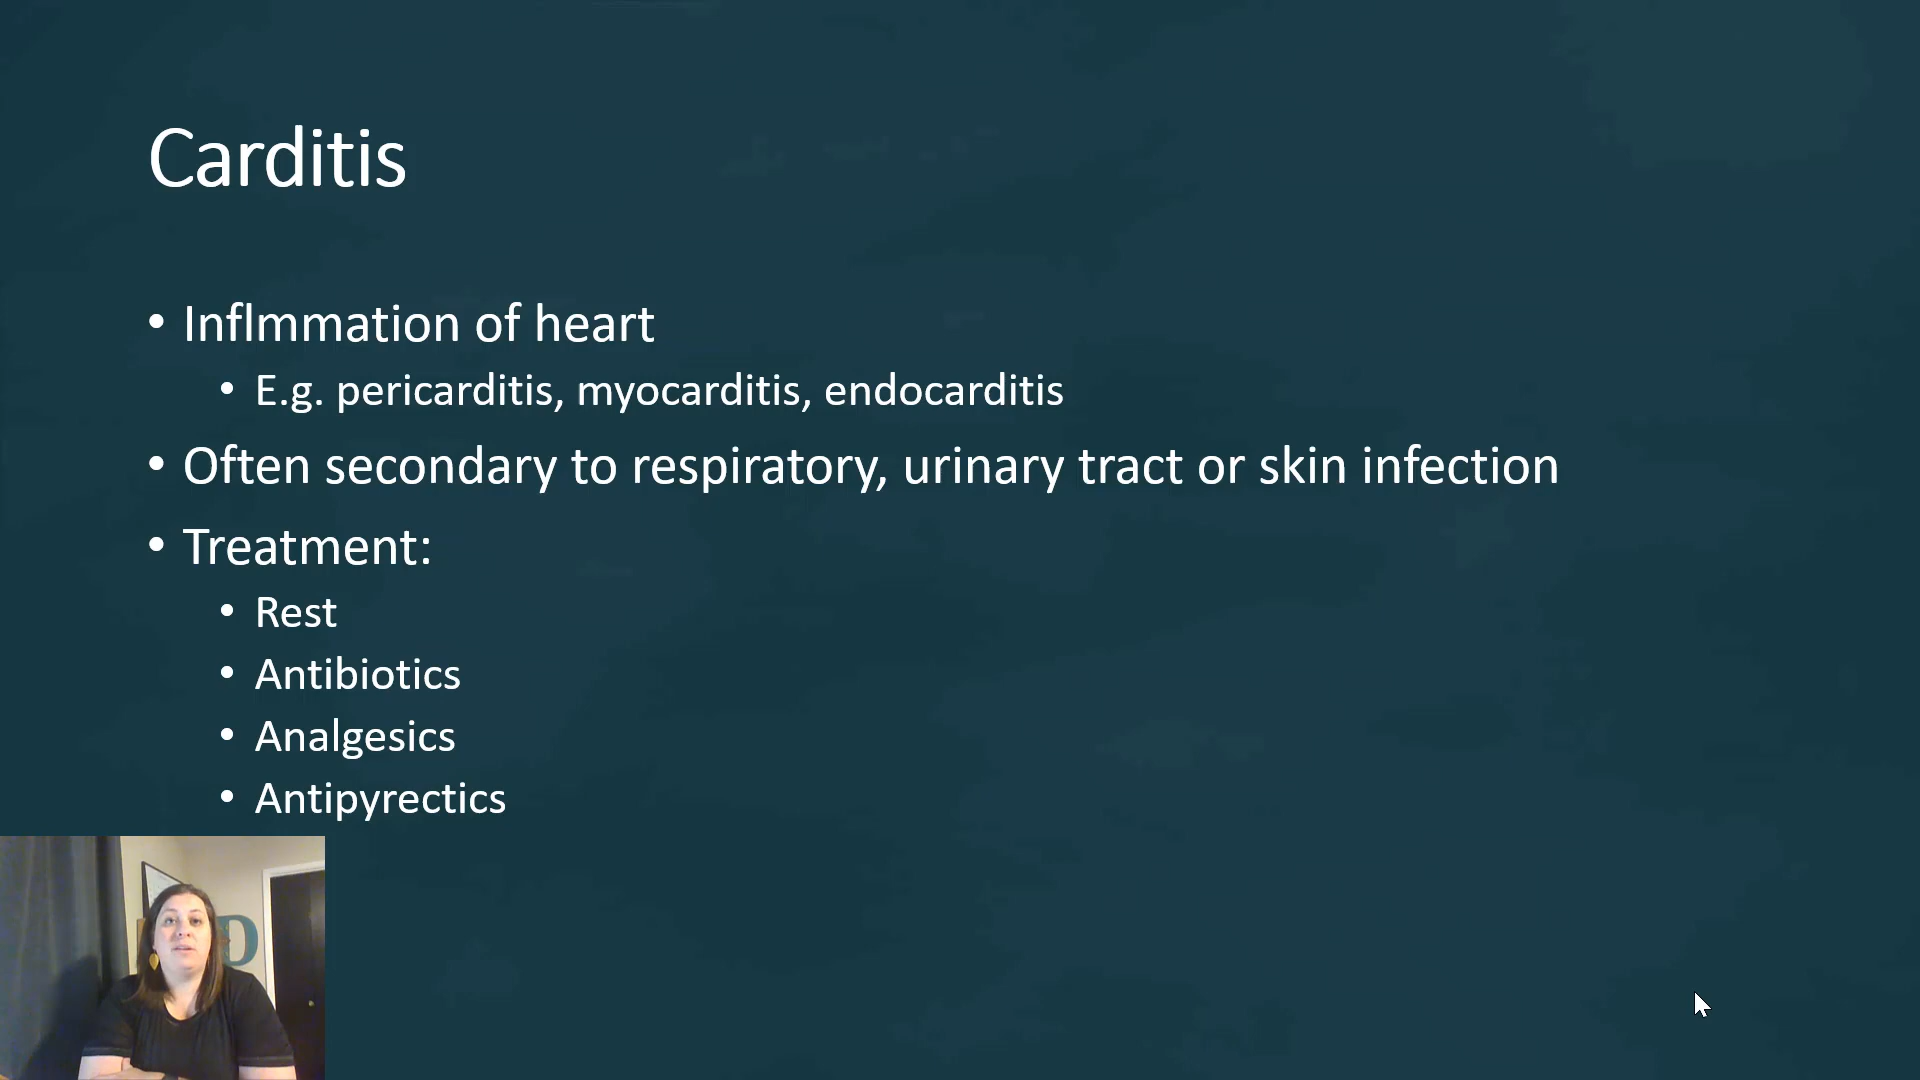 Carditis
• Inflmmation of heart
• E.g. pericarditis, myocarditis, endocarditis
• Often secondary to respiratory, urinary tract or skin infection
• Treatment:
• Rest
• Antibiotics
• Analgesics
• Antipyrectics
D